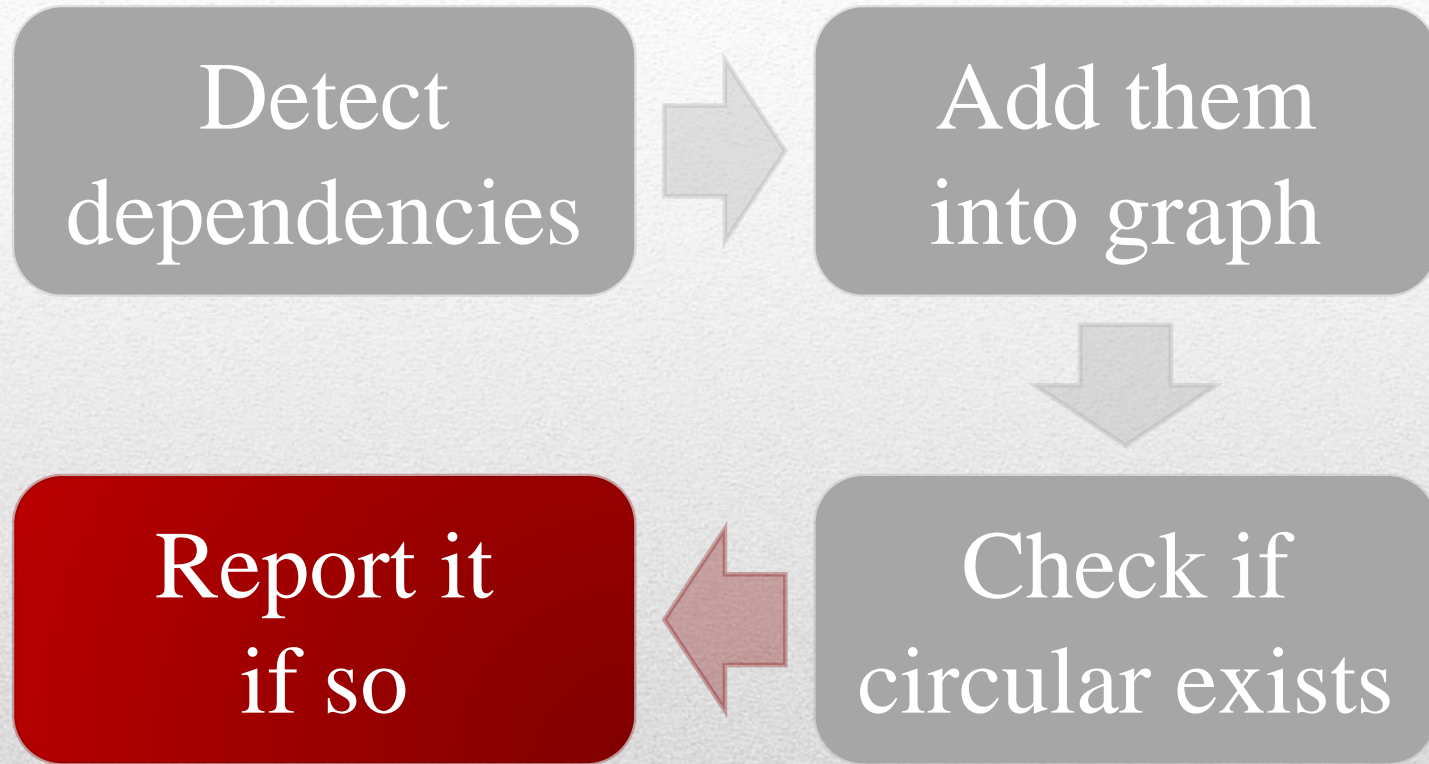 Detect
dependencies
Add them
into graph
Check if
circular exists
Report it
if so